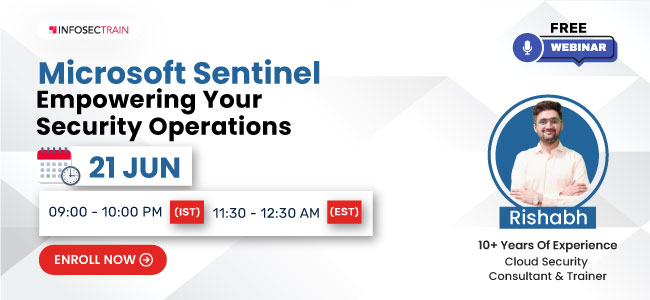 INFOSECTRAIN
FREE
WEBINAR
Microsoft Sentinel
Empowering Your
Security Operations
21 JUN
09:00 - 10:00 PM (IST) 11:30 - 12:30 AM (EST)
ENROLL NOW
Rishabh
10+ Years Of Experience
Cloud Security
Consultant & Trainer